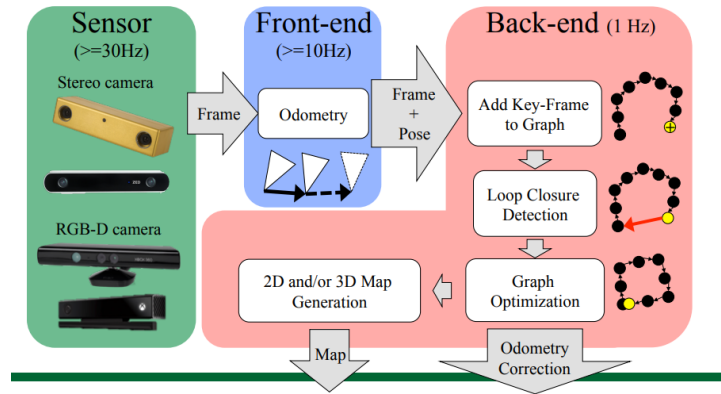 Sensor
(>=30Hz)
Stereo camera
RGB-D camera
Frame
Front-end
(>=10Hz)
Odometry
Frame
+
Pose
Back-end (1 Hz)
Add Key-Frame
to Graph
Loop Closure
Detection
Graph
Optimization
2D and/or 3D Map
Generation
Map
Odometry
Correction